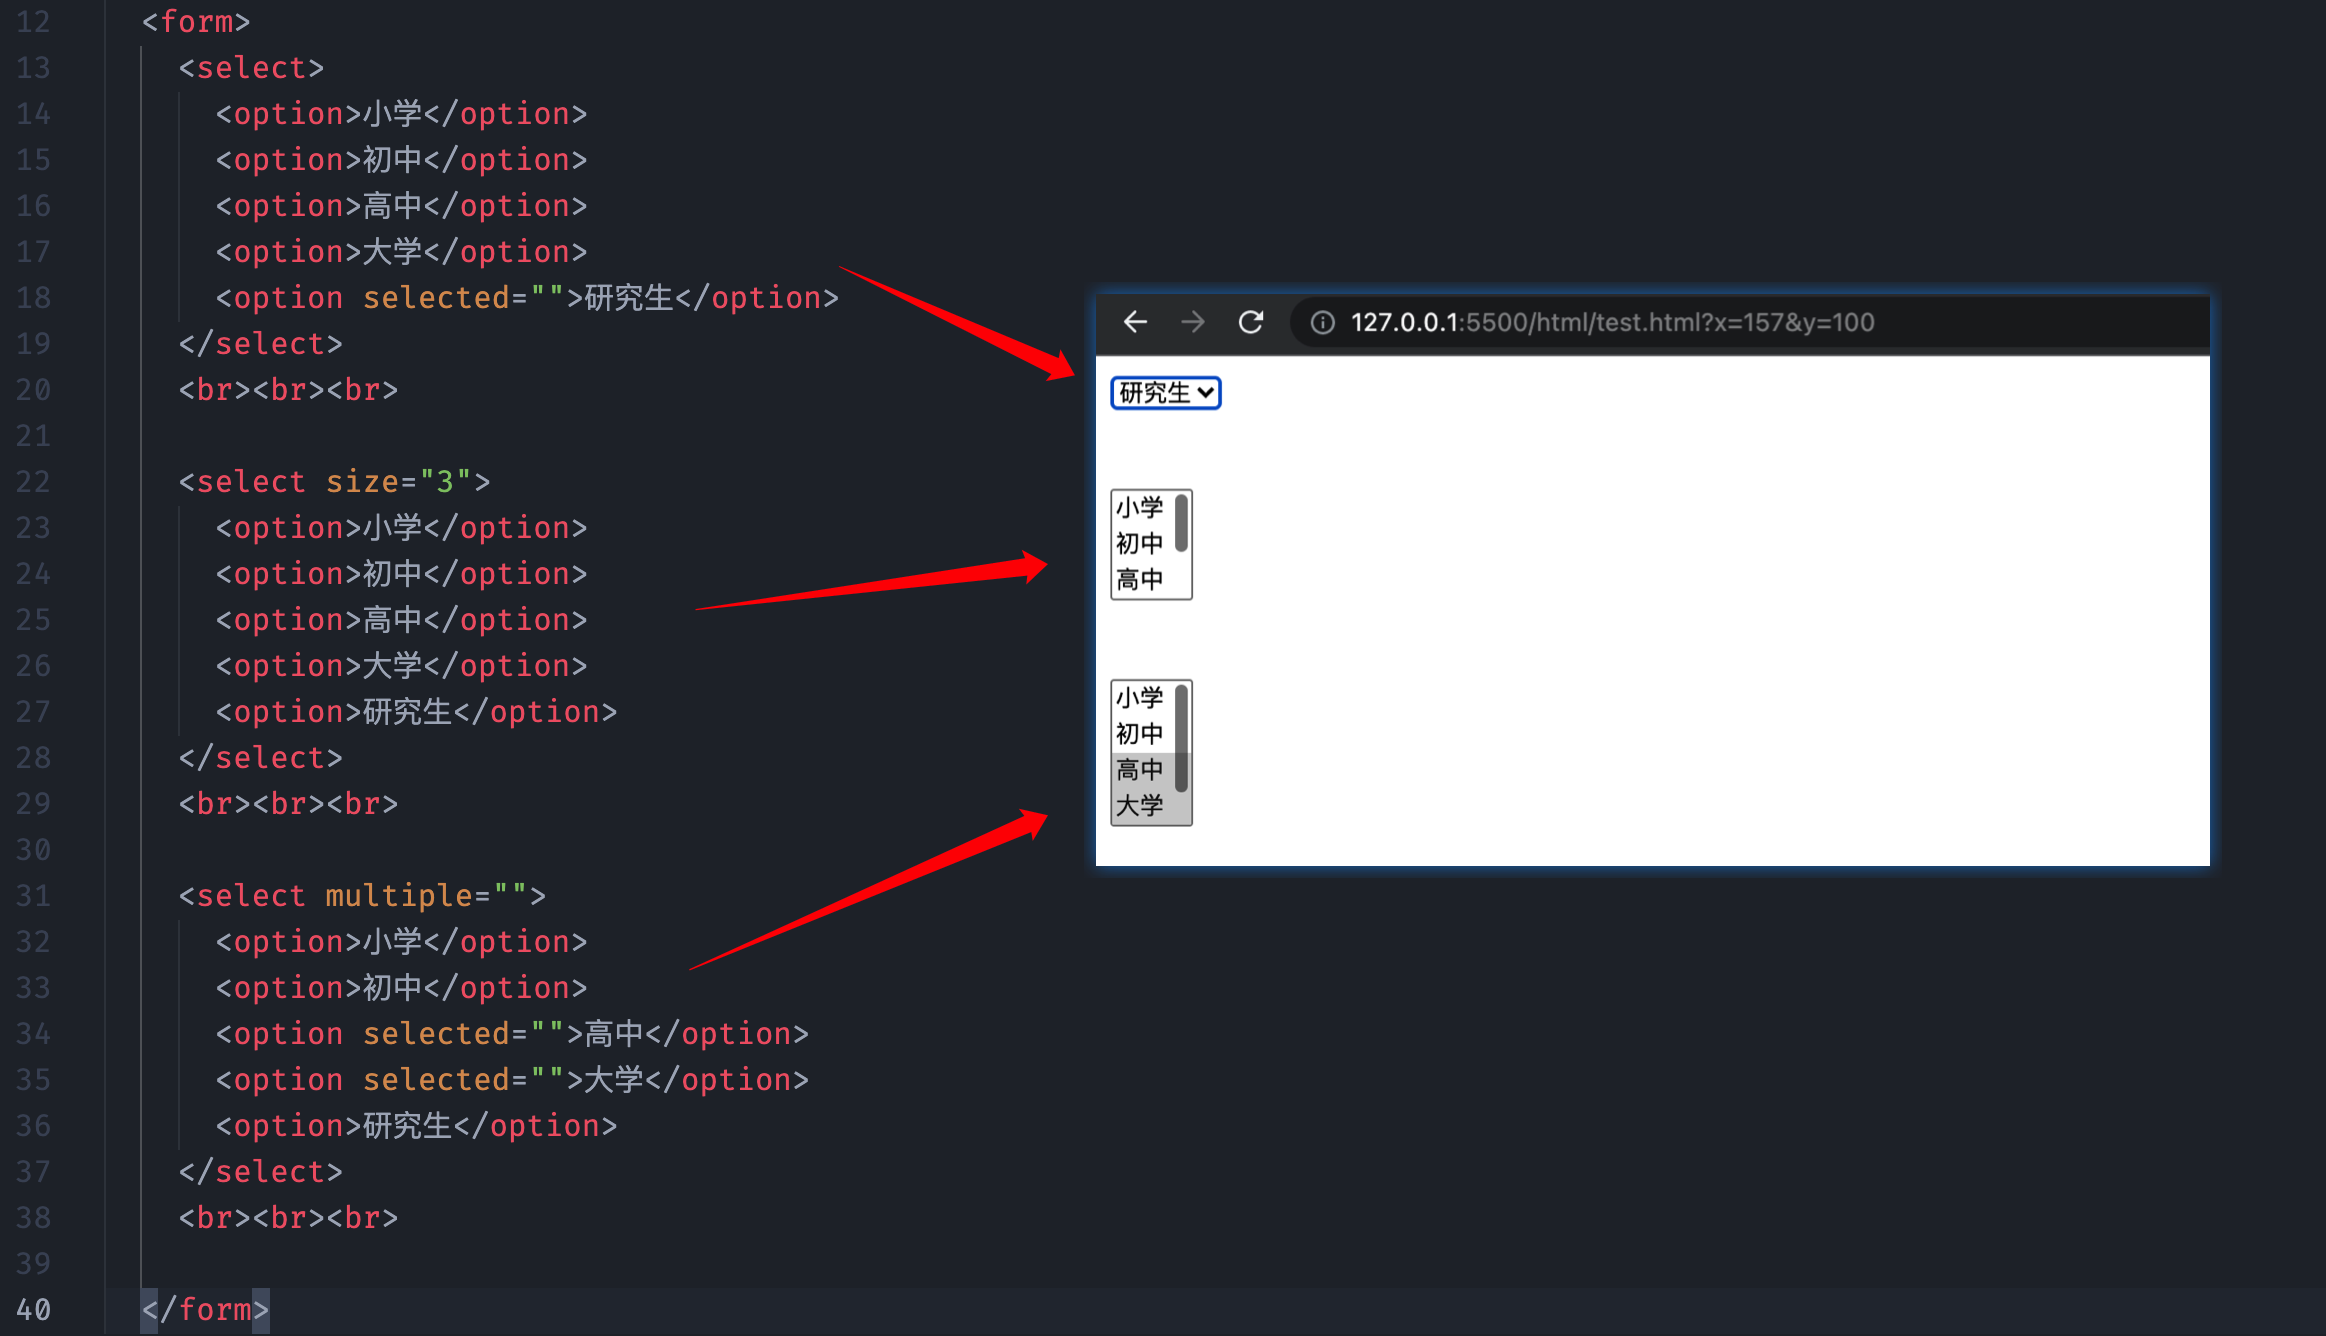 12 <form>
13 <select>
14 <option>小学</option>
15 <option>初中</option>
16 <option>高中</option>
17 <option>大学</option>
18 <option selected="">研究生</option>
19 </select>
20 <br><br><br>
21
22 <select size="3">
23 <option>小学</option>
24 <option>初中</option>
25 <option>高中</option>
26 <option>大学</option>
27 <option>研究生</option>
28 </select>
29 <br><br><br>
30
31 <select multiple="">
32 <option>小学</option>
33 <option>初中</option>
34 <option selected="">高中</option>
35 <option selected="">大学</option>
36 <option>研究生</option>
37 </select>
38 <br><br><br>
39
40 </form>
127.0.0.1:5500/html/test.html?x=157&y=100
研究生
小学
初中
高中
小学
初中
高中
大学